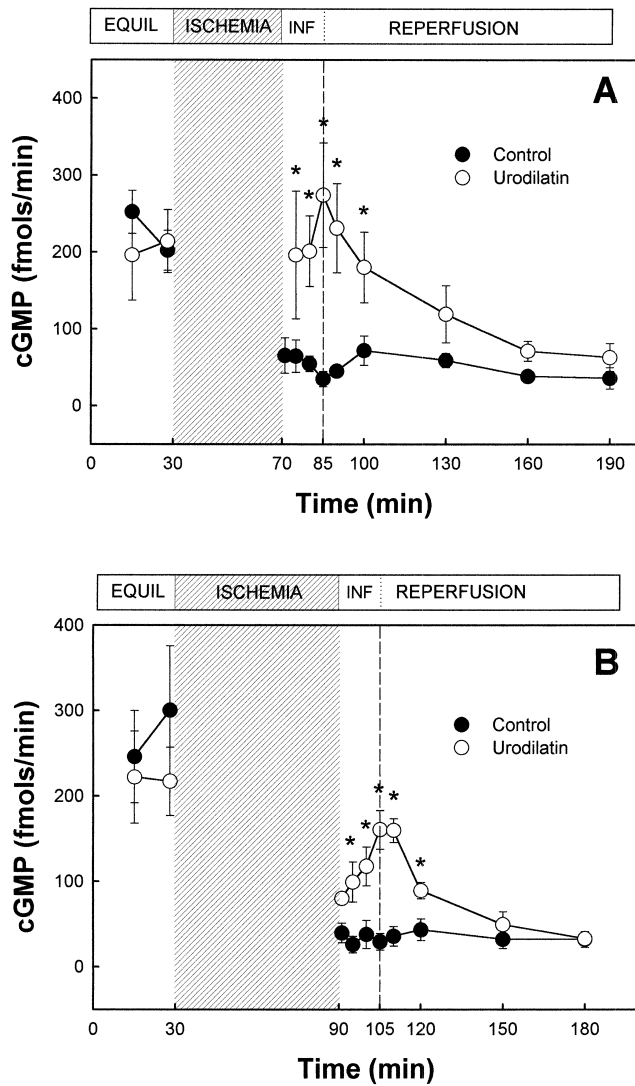 EQUIL ISCHEMIA INF REPERFUSION
A
400
300
200
100
0
cGMP (fmols/min)
* * * * *
Control
Urodilatin
0 30 70 85 100 130 160 190
Time (min)
EQUIL ISCHEMIA INF REPERFUSION
B
400
300
200
100
0
cGMP (fmols/min)
* * * * *
Control
Urodilatin
0 30 90 105 120 150 180
Time (min)